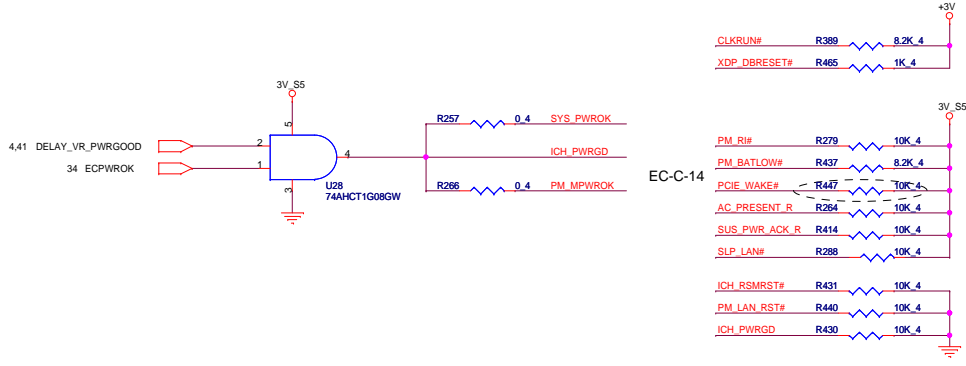 3V_S5
4,41 DELAY_VR_PWRGOOD 2
34 ECPWROK 1
5
4
3
U28
74AHCT1G08GW
R257 0_4 SYS_PWROK
ICH_PWRGD
R266 0_4 PM_MPWROK
+3V
CLKRUN# R389 8.2K_4
XDP_DBRESET# R465 1K_4
3V_S5
PM_RI# R279 10K_4
PM_BATLOW# R437 8.2K_4
EC-C-14
PCIE_WAKE# R447 10K_4
AC_PRESENT_R R264 10K_4
SUS_PWR_ACK_R R414 10K_4
SLP_LAN# R288 10K_4
ICH_RSMRST# R431 10K_4
PM_LAN_RST# R440 10K_4
ICH_PWRGD R430 10K_4